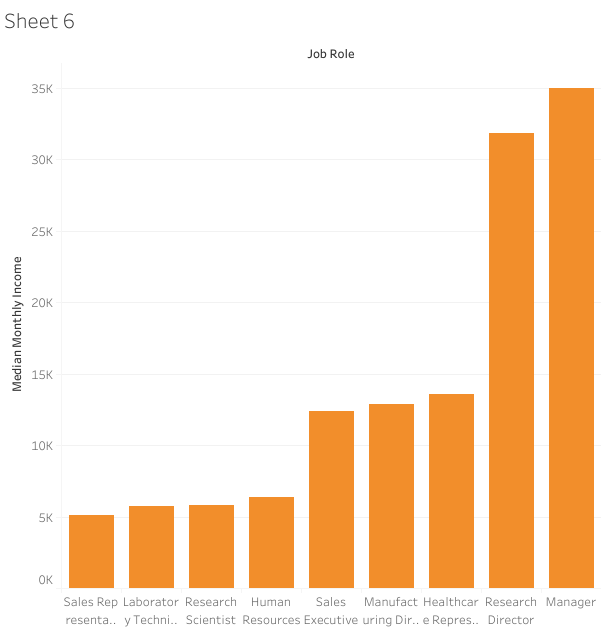 Sheet 6
Job Role
Median Monthly Income
35K
30K
25K
20K
15K
10K
5K
0K
Sales Rep Laborator Research Human Sales Manufact Healthcar Research Manager
resenta.. y Techni.. Scientist Resources Executive uring Dir.. e Repres.. Director